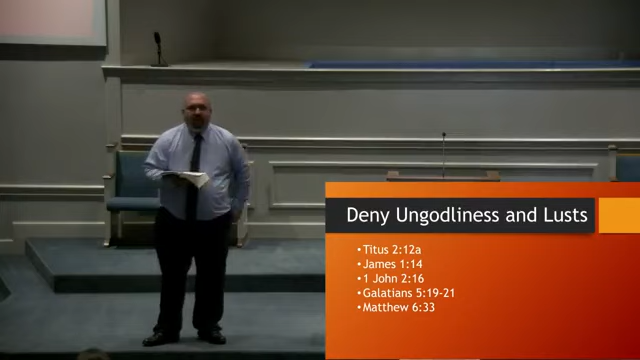 Deny Ungodliness and Lusts
•Titus 2:12a
•James 1:14
•1 John 2:16
•Galatians 5:19-21
•Matthew 6:33